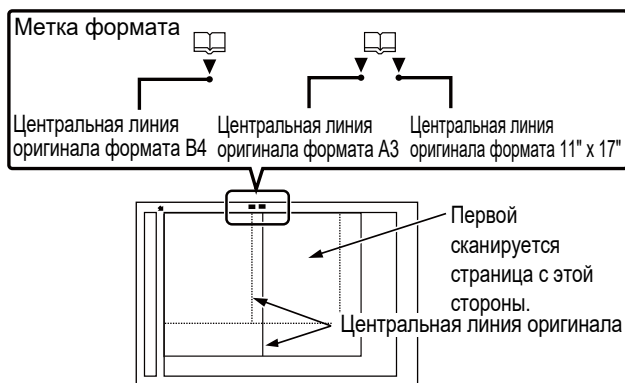 Метка формата
Центральная линия
оригинала формата B4
Центральная линия
оригинала формата A3
Центральная линия
оригинала формата 11" x 17"
Первой
сканируется
страница с этой
стороны.
Центральная линия оригинала